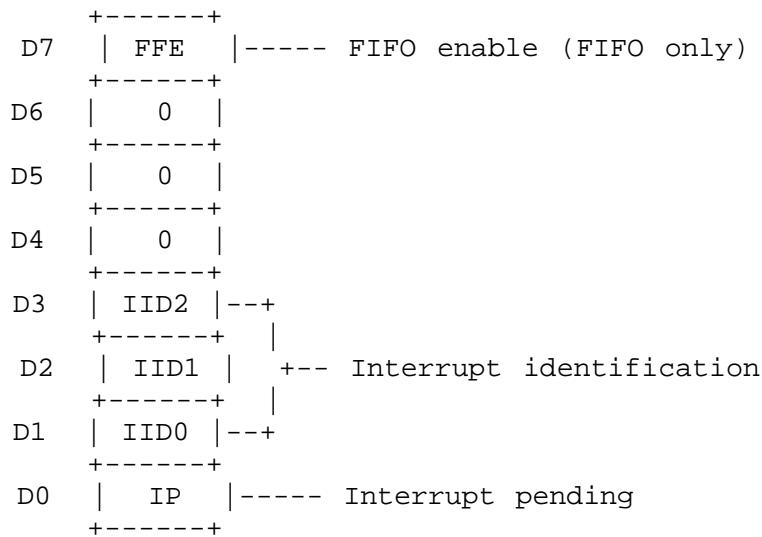 +------+
D7 | FFE |----- FIFO enable (FIFO only)
+------+
D6 | 0 |
+------+
D5 | 0 |
+------+
D4 | 0 |
+------+
D3 | IID2 |--+
+------+ |
D2 | IID1 | +-- Interrupt identification
+------+ |
D1 | IID0 |--+
+------+
D0 | IP |----- Interrupt pending
+------+